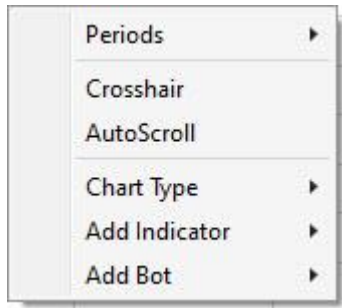 Periods
Crosshair
AutoScroll
Chart Type
Add Indicator
Add Bot